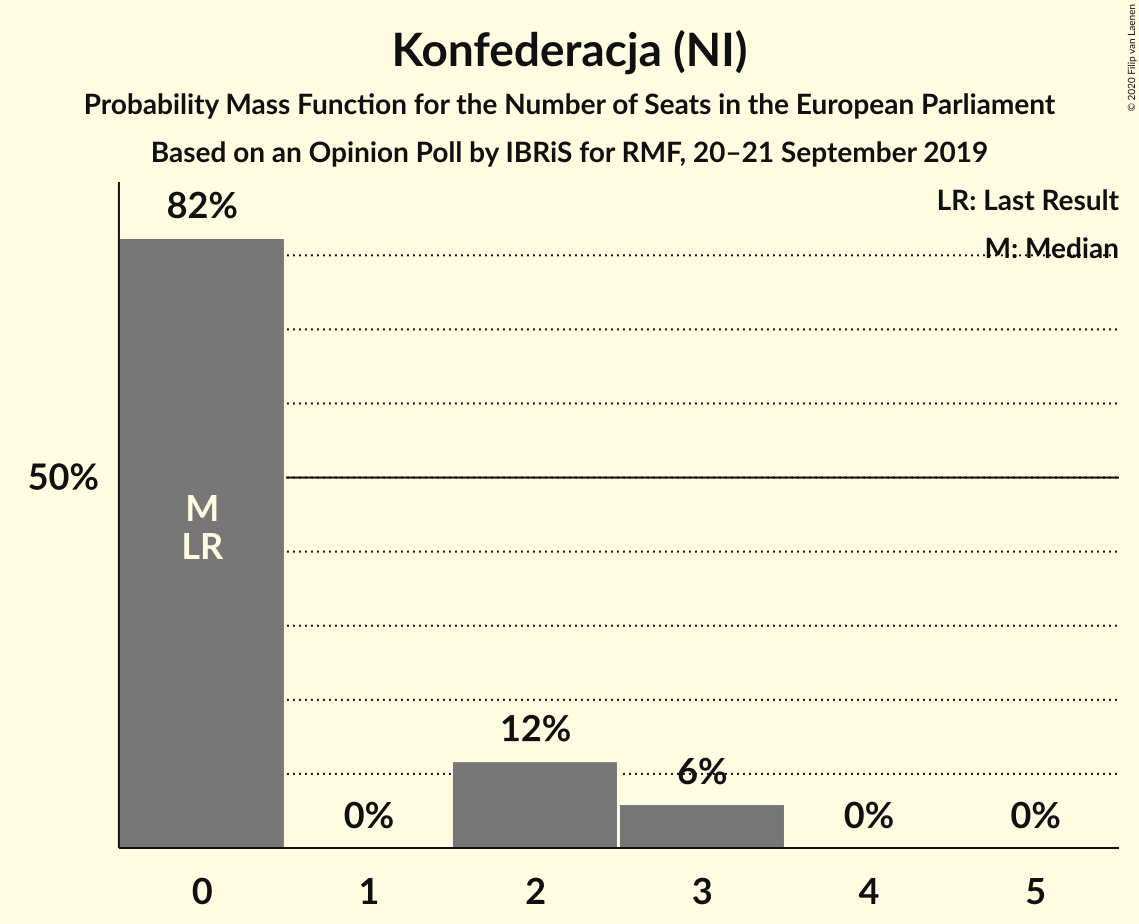 Konfederacja (NI)
Probability Mass Function for the Number of Seats in the European Parliament
Based on an Opinion Poll by IBRiS for RMF, 20–21 September 2019
© 2020 Filip van Laenen
LR: Last Result
M: Median
82%
50%
M
LR
12%
6%
0%
0%
0%
0
1
2
3
4
5